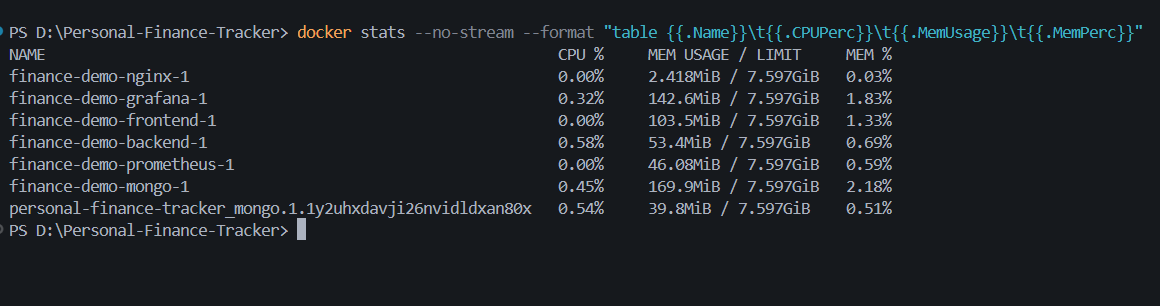 PS D:\Personal-Finance-Tracker> docker stats --no-stream --format "table {{.Name}}\t{{.CPUPerc}}\t{{.MemUsage}}\t{{.MemPerc}}"
NAME CPU % MEM USAGE / LIMIT MEM %
finance-demo-nginx-1 0.00% 2.418MiB / 7.597GiB 0.03%
finance-demo-grafana-1 0.32% 142.6MiB / 7.597GiB 1.83%
finance-demo-frontend-1 0.00% 103.5MiB / 7.597GiB 1.33%
finance-demo-backend-1 0.58% 53.4MiB / 7.597GiB 0.69%
finance-demo-prometheus-1 0.00% 46.08MiB / 7.597GiB 0.59%
finance-demo-mongo-1 0.45% 169.9MiB / 7.597GiB 2.18%
personal-finance-tracker_mongo.1.1y2uhxdavji26nvidldxan80x 0.54% 39.8MiB / 7.597GiB 0.51%
PS D:\Personal-Finance-Tracker>